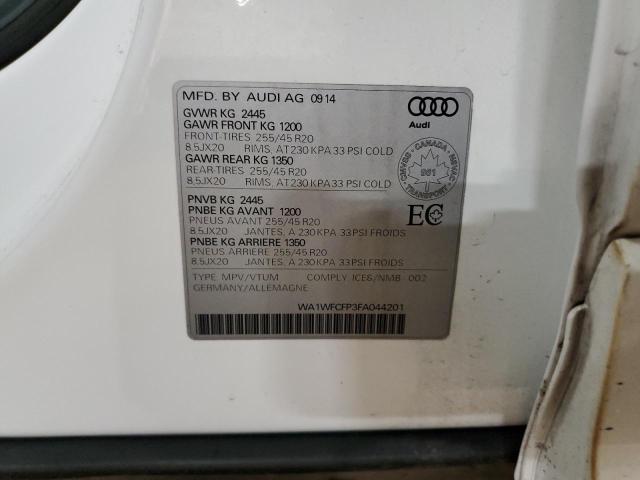 MFD. BY AUDI AG 09 14
GVWR KG 2445
GAWR FRONT KG 1200
FRONT-TIRES 255/45 R20
8.5JX20 RIMS, AT 230 KPA 33 PSI COLD
GAWR REAR KG 1350
REAR-TIRES 255/45 R20
8.5JX20 RIMS, AT 230 KPA 33 PSI COLD
PNVB KG 2445
PNBE KG AVANT 1200
PNEUS AVANT 255/45 R20
8.5JX20 JANTES, A 230 KPA 33 PSI FROIDS
PNBE KG ARRIERE 1350
PNEUS ARRIERE 255/45 R20
8.5JX20 JANTES, A 230 KPA 33 PSI FROIDS
TYPE: MPV/VTUM COMPLY ICES/NMB 002
GERMANY/ALLEMAGNE
WA1WFCFP3FA044201
Audi
CANADA
CMVSS 961 NSVAC
TRANSPORT
EC